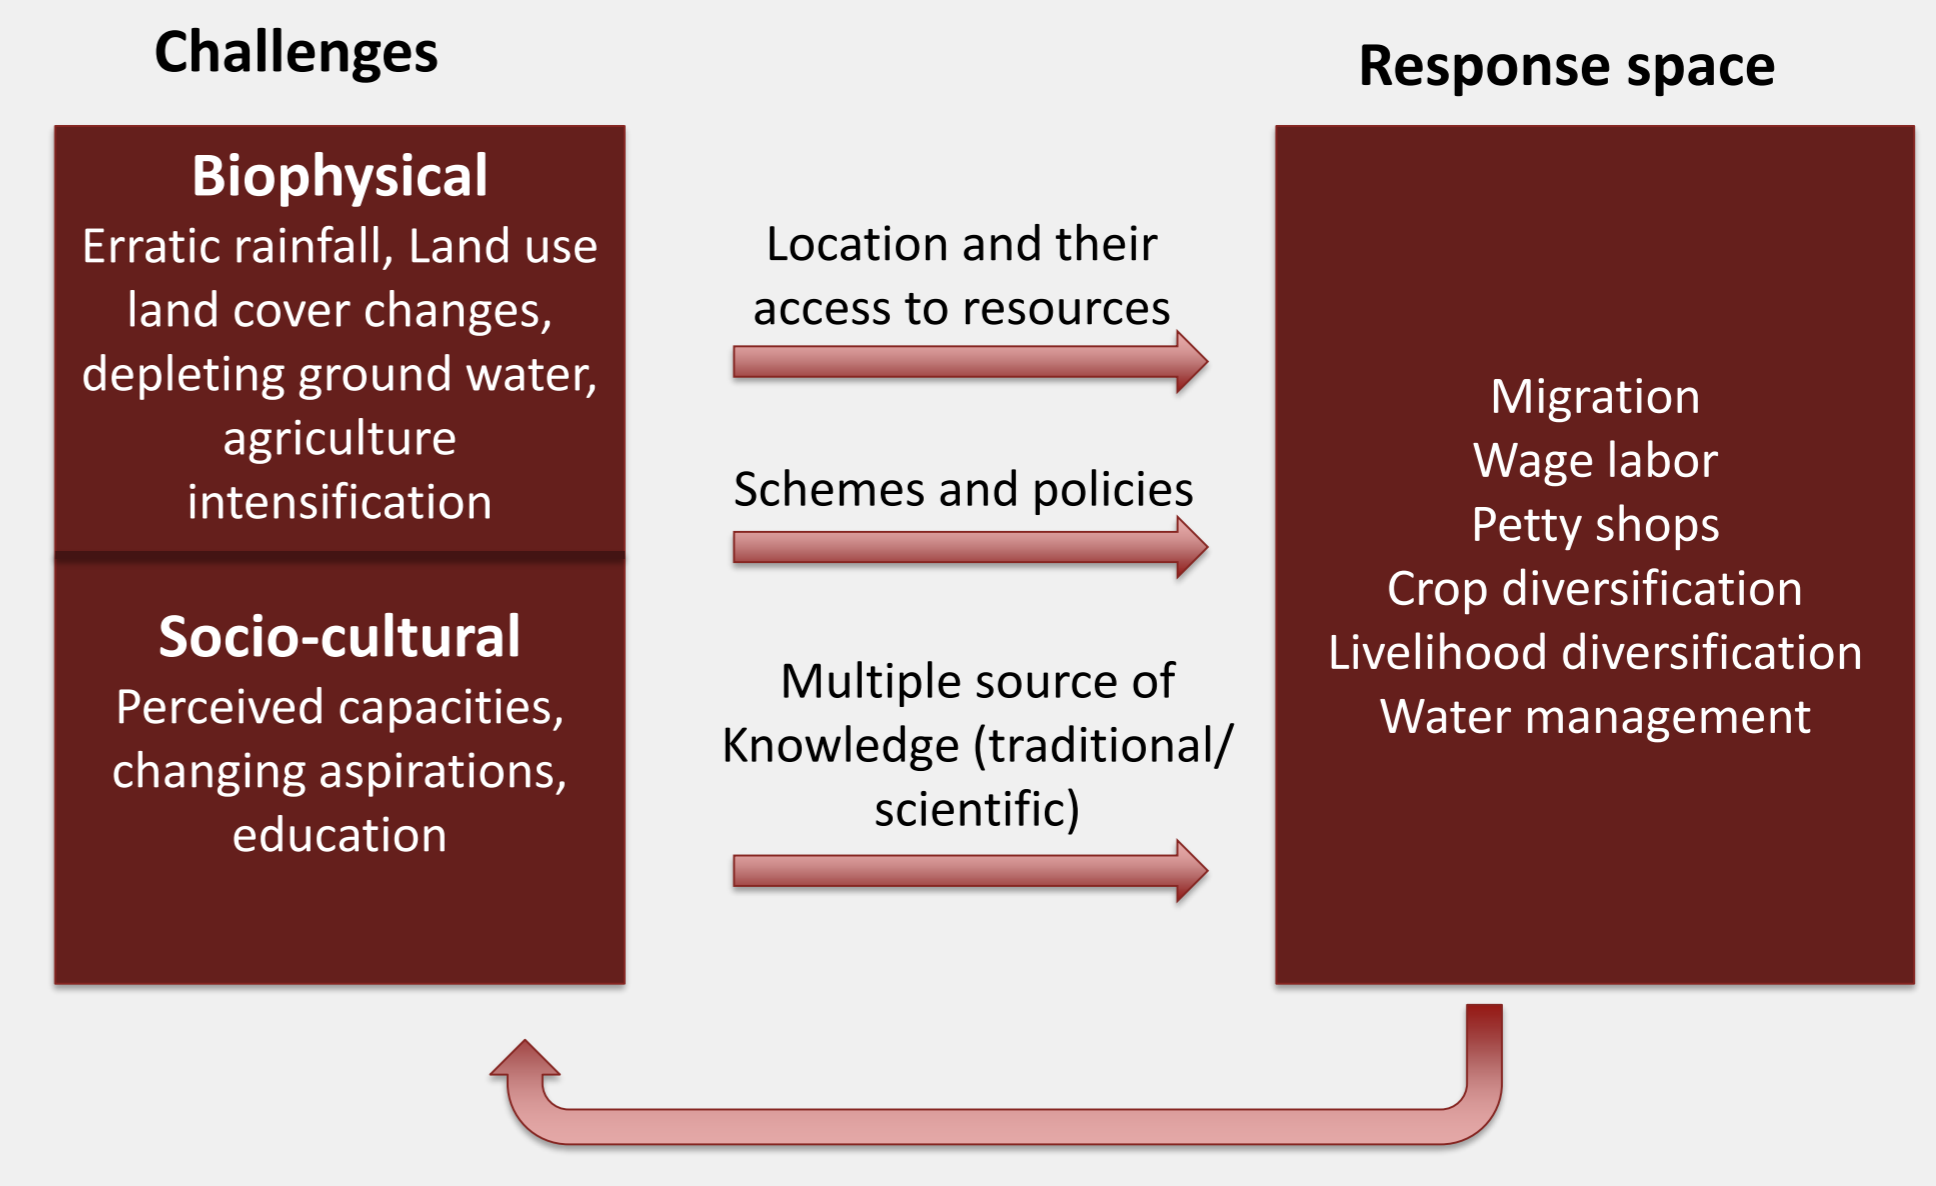 Challenges
Biophysical
Erratic rainfall, Land use
land cover changes,
depleting ground water,
agriculture
intensification
Socio-cultural
Perceived capacities,
changing aspirations,
education
Location and their
access to resources
Schemes and policies
Multiple source of
Knowledge (traditional/
scientific)
Response space
Migration
Wage labor
Petty shops
Crop diversification
Livelihood diversification
Water management